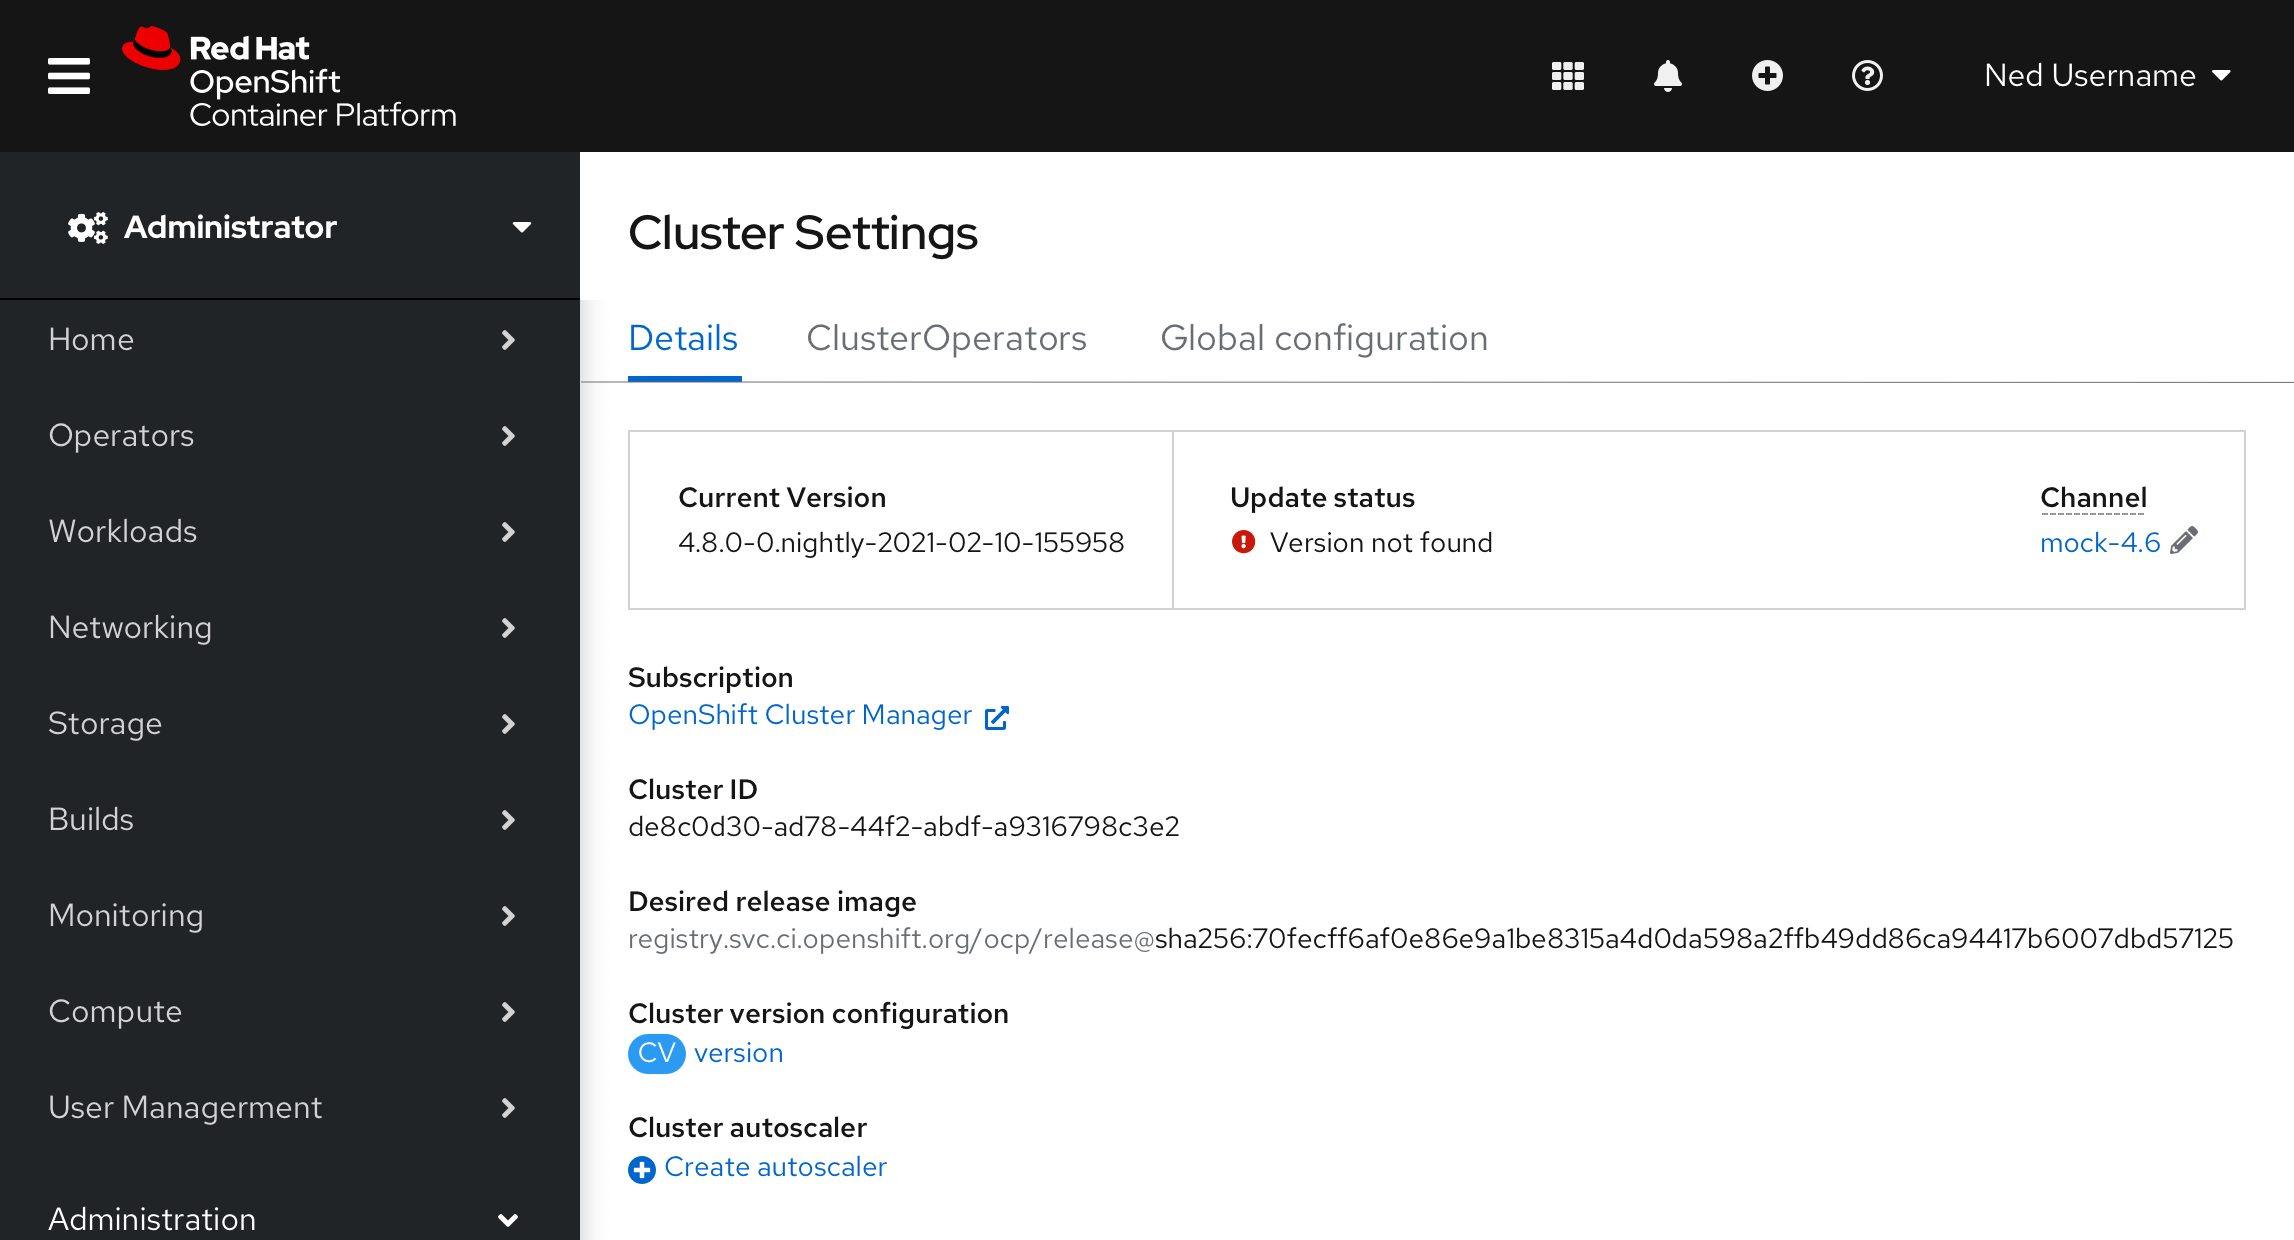 Red Hat
OpenShift
Container Platform
Ned Username
Administrator
Home
Operators
Workloads
Networking
Storage
Builds
Monitoring
Compute
User Managerment
Administration
Cluster Settings
Details ClusterOperators Global configuration
Current Version
4.8.0-0.nightly-2021-02-10-155958
Update status
Version not found
Channel
mock-4.6
Subscription
OpenShift Cluster Manager
Cluster ID
de8c0d30-ad78-44f2-abdf-a9316798c3e2
Desired release image
registry.svc.ci.openshift.org/ocp/release@sha256:70fecff6af0e86e9a1be8315a4d0da598a2ffb49dd86ca94417b6007dbd57125
Cluster version configuration
CV version
Cluster autoscaler
Create autoscaler